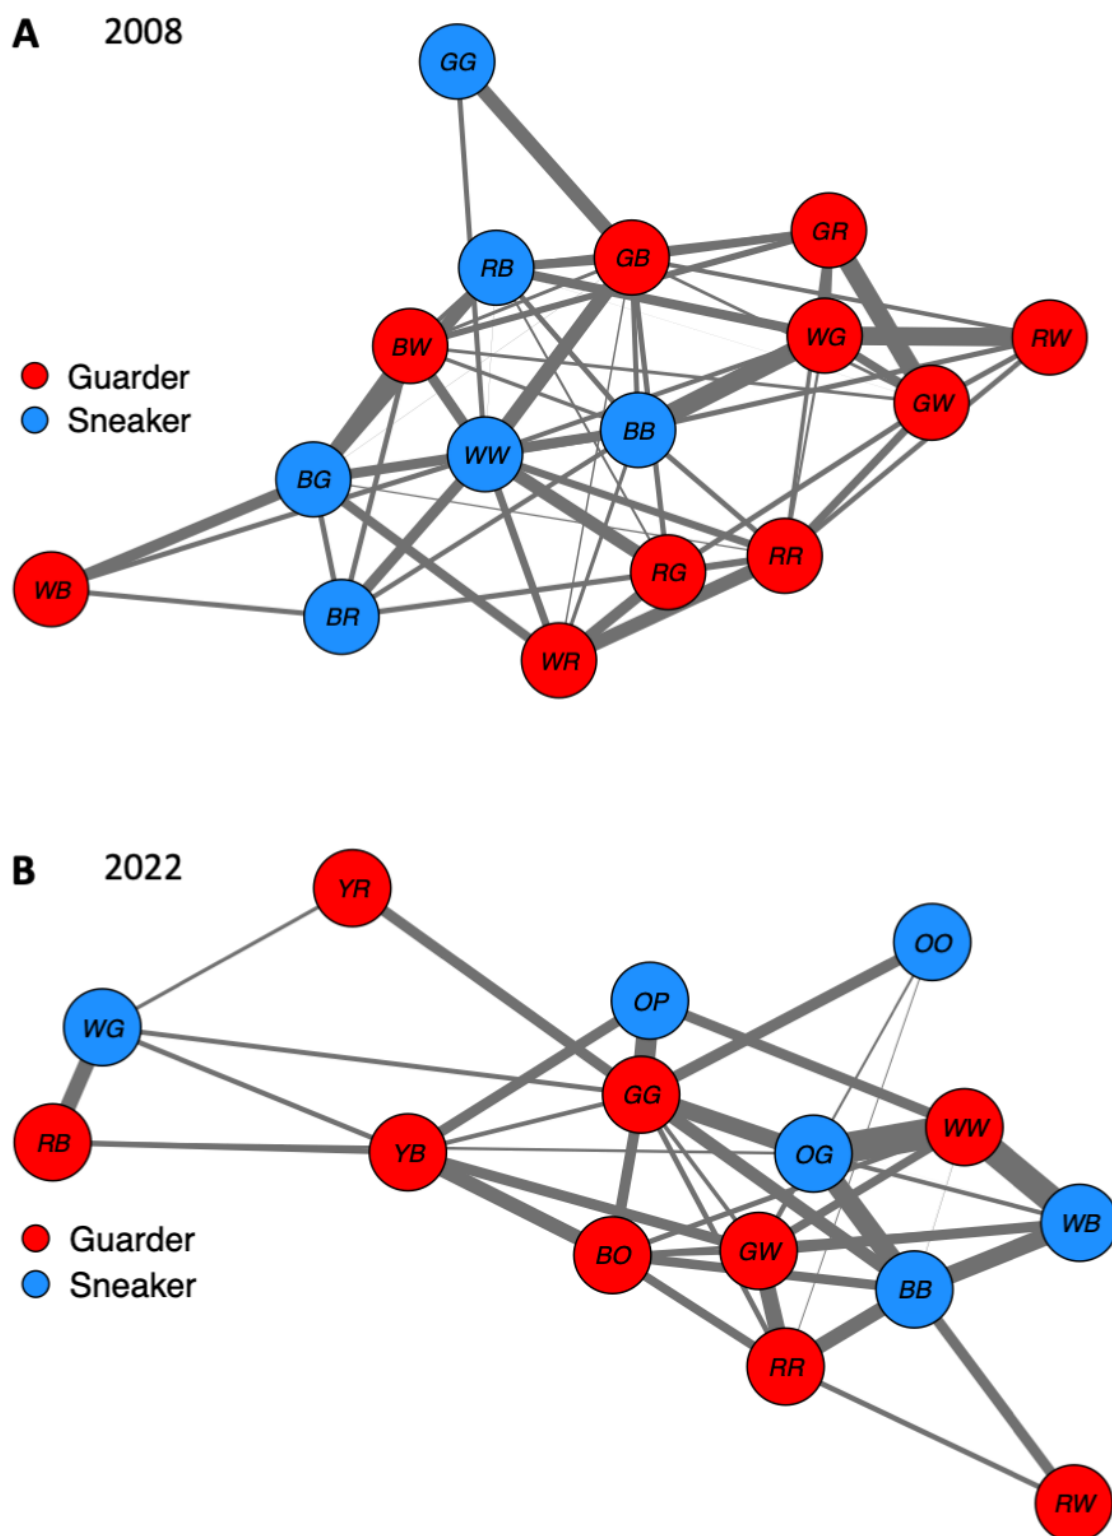 A 2008
GG
GR
GB
RB
WG
RW
BW
Guarder
GW
Sneaker
BB
WW
BG
RR
RG
WB
BR
WR
B 2022
YR
OO
OP
WG
GG
WW
RB
YB
OG
WB
Guarder
GW
BO
Sneaker
BB
RR
RW